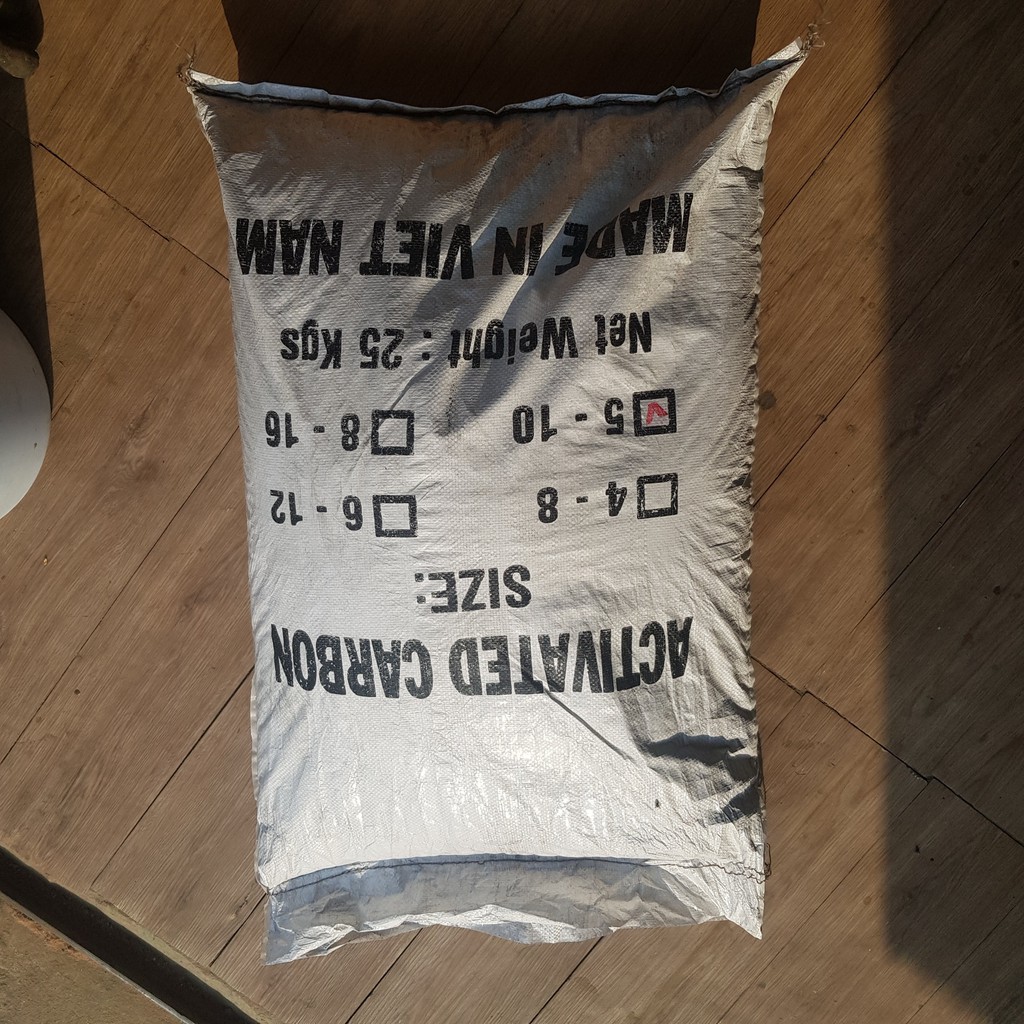 ACTIVATED CARBON
SIZE:
4 - 8 6 - 12
5 - 10 8 - 16
Net Weight : 25 Kgs
MADE IN VIET NAM